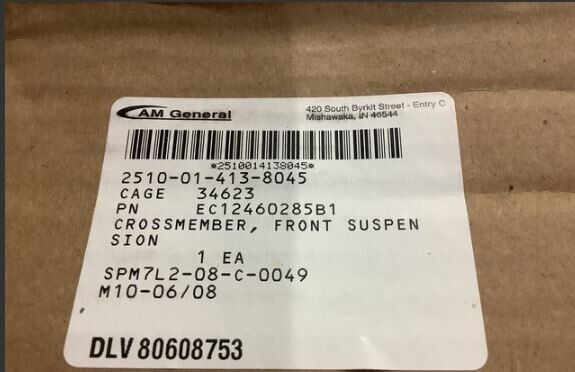 AM General
420 South Byrkit Street - Entry C
Mishawaka, IN 46544
*2510014138045*
2510-01-413-8045
CAGE 34623
PN EC12460285B1
CROSSMEMBER, FRONT SUSPEN
SION
1 EA
SPM7L2-08-C-0049
M10-06/08
DLV 80608753